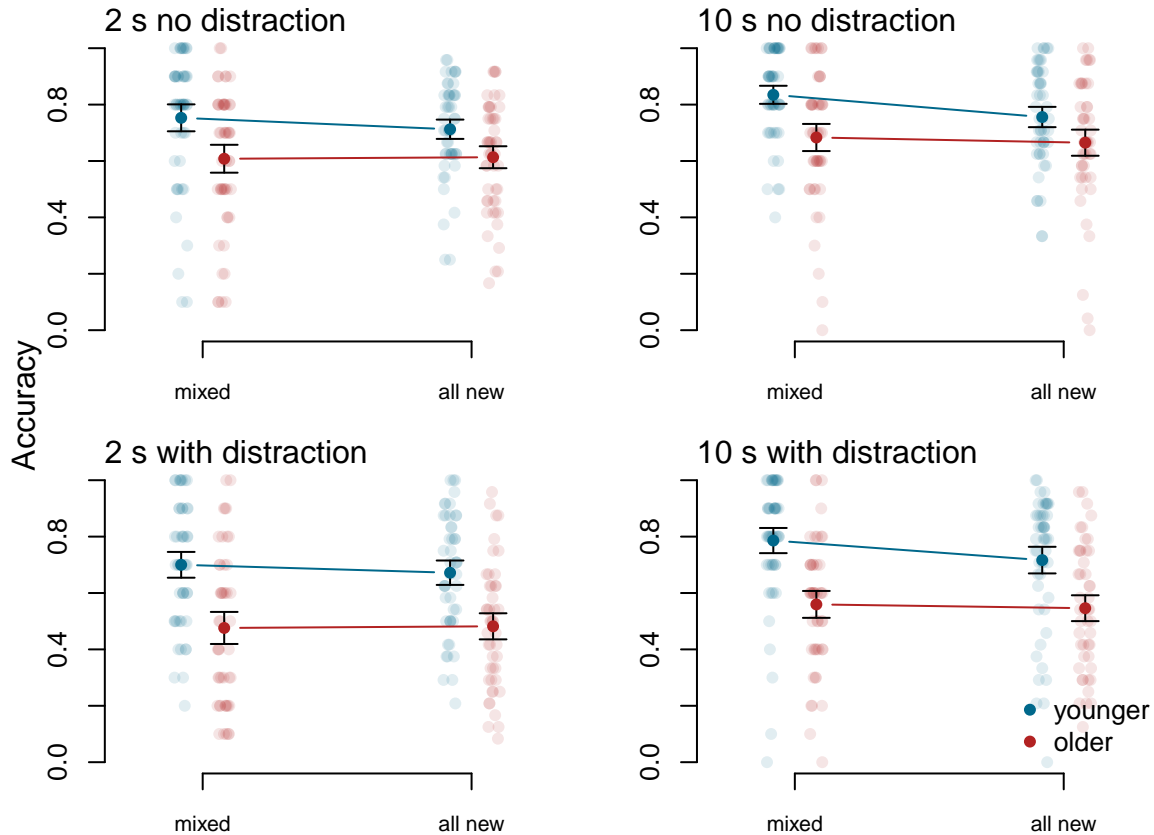 2 s no distraction
0.8
0.4
0.0
mixed all new
10 s no distraction
0.8
0.4
0.0
mixed all new
Accuracy
2 s with distraction
0.8
0.4
0.0
mixed all new
10 s with distraction
0.8
0.4
0.0
mixed all new
younger
older